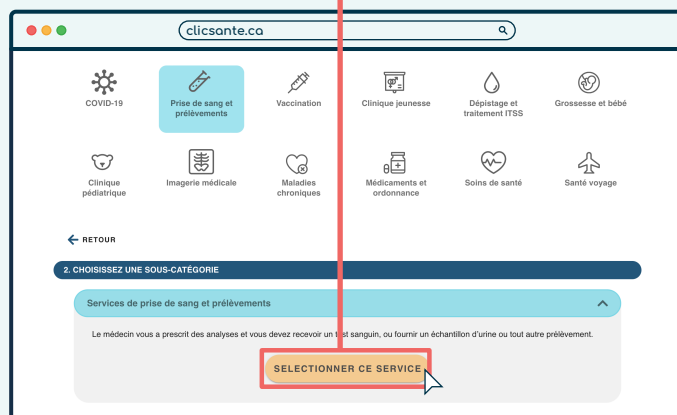 clicsante.ca
COVID-19
Prise de sang et
prélèvements
Vaccination
Clinique jeunesse
Dépistage et
traitement ITSS
Grossesse et bébé
Clinique
pédiatrique
Imagerie médicale
Maladies
chroniques
Médicaments et
ordonnance
Soins de santé
Santé voyage
RETOUR
2. CHOISISSEZ UNE SOUS-CATÉGORIE
Services de prise de sang et prélèvements
Le médecin vous a prescrit des analyses et vous devez recevoir un test sanguin, ou fournir un échantillon d'urine ou tout autre prélèvement.
SELECTIONNER CE SERVICE